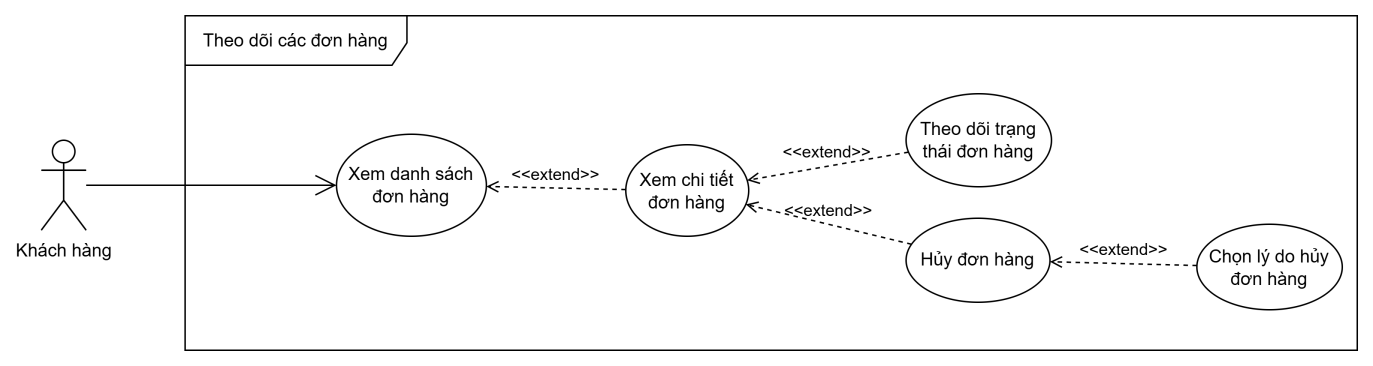 Theo dõi các đơn hàng
Khách hàng
Xem danh sách
đơn hàng
<<extend>>
Xem chi tiết
đơn hàng
<<extend>>
Theo dõi trạng
thái đơn hàng
<<extend>>
Hủy đơn hàng
<<extend>>
Chọn lý do hủy
đơn hàng